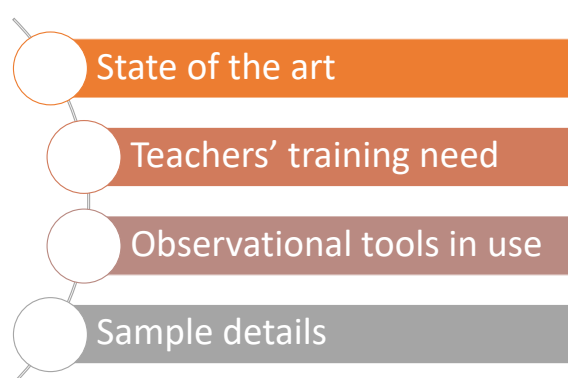 State of the art
Teachers’ training need
Observational tools in use
Sample details